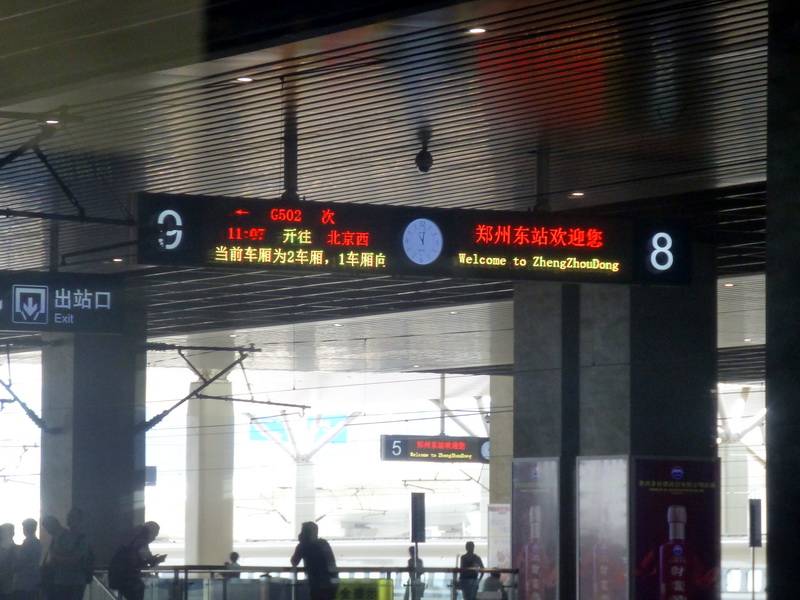 ← G502 次
11:07 开往 北京西
当前车厢为2车厢，1车厢向
郑州东站欢迎您
Welcome to ZhengZhouDong
8
出站口
Exit
5
郑州东站欢迎您
Welcome to ZhengZhouDong